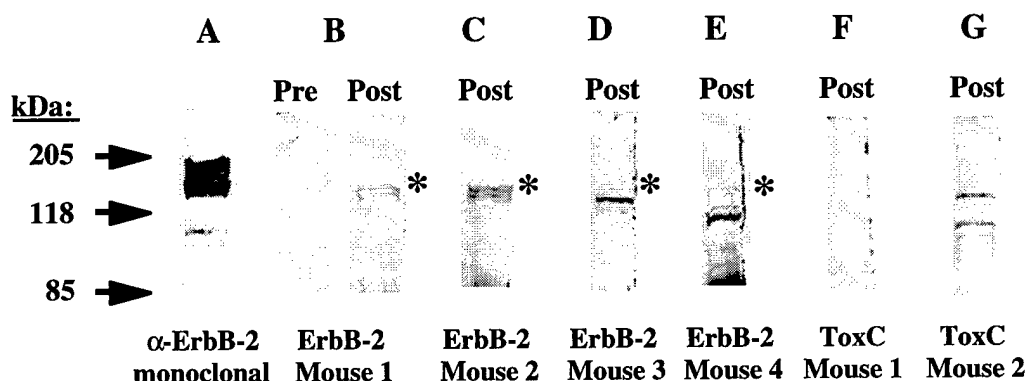 A B C D E F G
Pre Post Post Post Post Post Post
kDa:
205
* * * *
118
85
α-ErbB-2 ErbB-2 ErbB-2 ErbB-2 ErbB-2 ToxC ToxC
monoclonal Mouse 1 Mouse 2 Mouse 3 Mouse 4 Mouse 1 Mouse 2